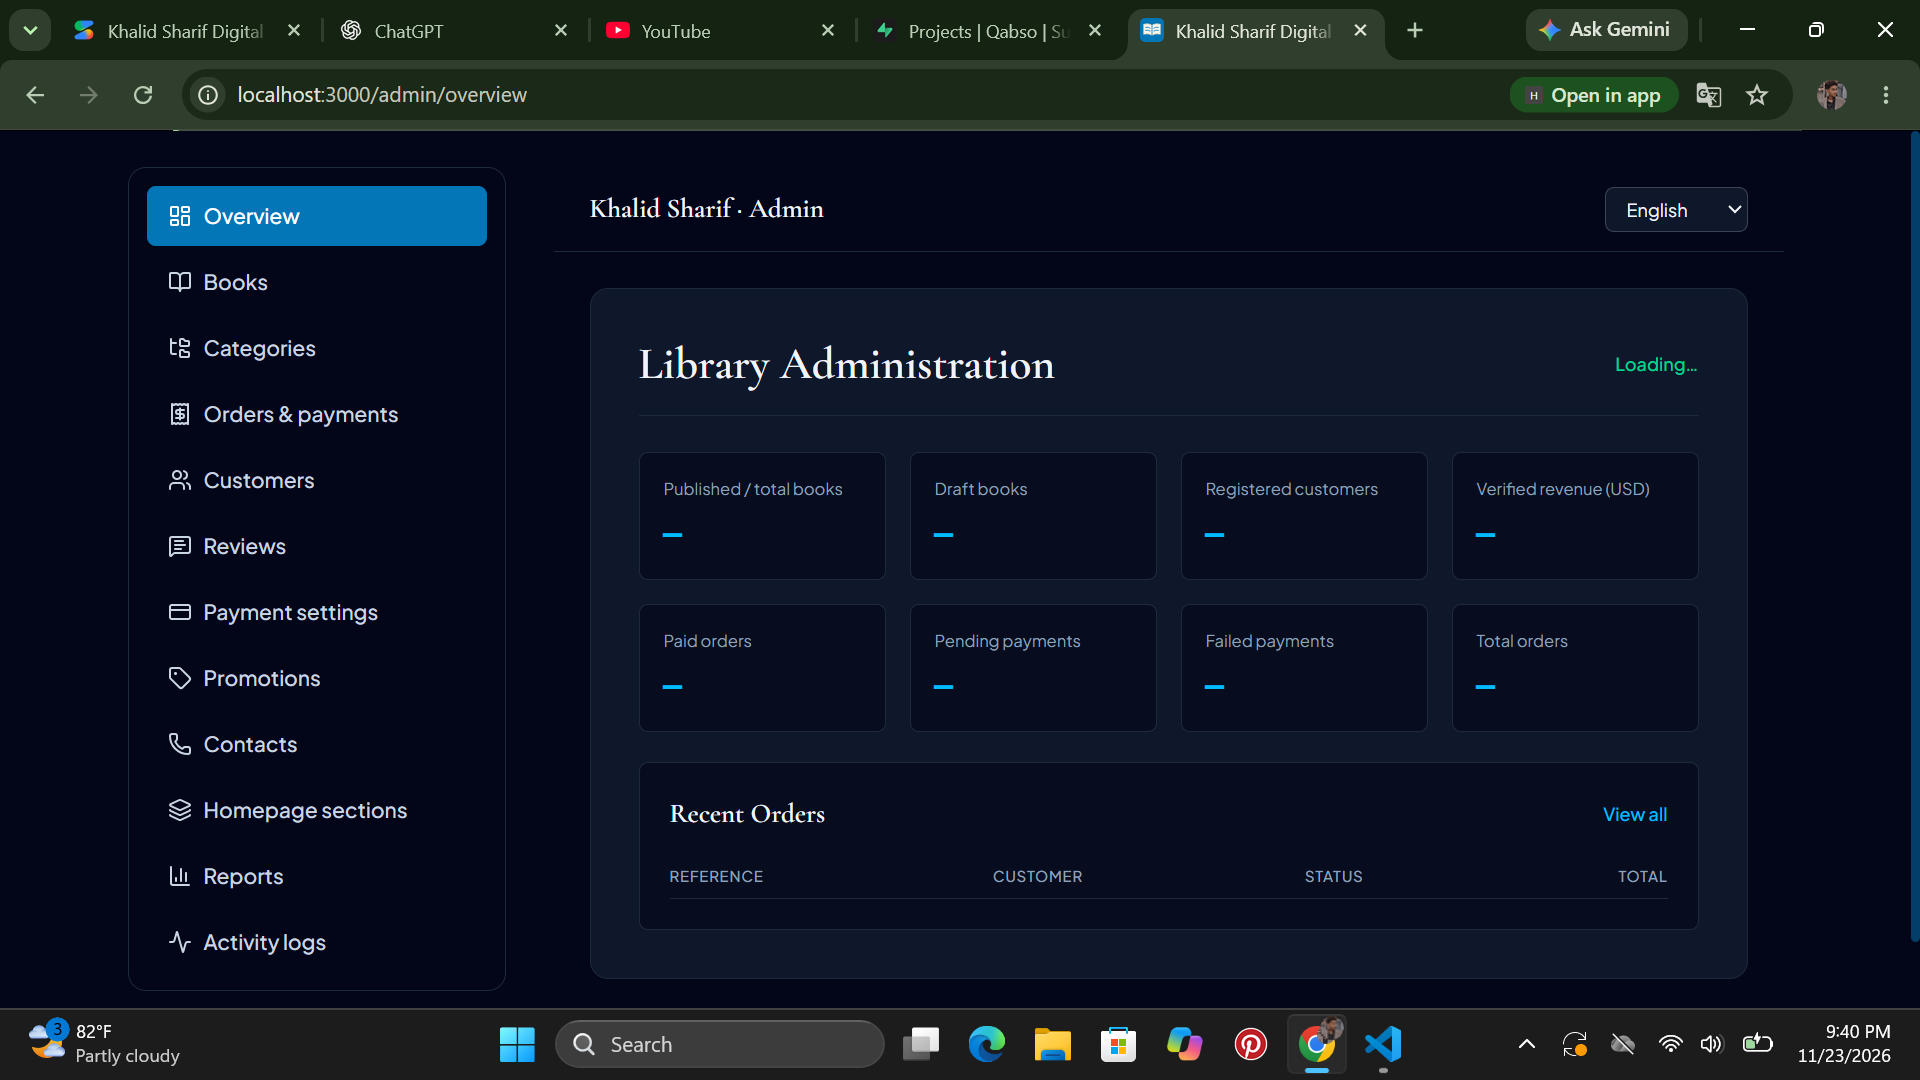 Khalid Sharif Digital
ChatGPT
YouTube
Projects | Qabso | Su
Khalid Sharif Digital
Ask Gemini
localhost:3000/admin/overview
H Open in app
Overview
Books
Categories
Orders & payments
Customers
Reviews
Payment settings
Promotions
Contacts
Homepage sections
Reports
Activity logs
Khalid Sharif · Admin
English
Library Administration
Loading...
Published / total books
Draft books
Registered customers
Verified revenue (USD)
—
—
—
—
Paid orders
Pending payments
Failed payments
Total orders
—
—
—
—
Recent Orders
View all
REFERENCE CUSTOMER STATUS TOTAL
3
82°F
Partly cloudy
Search
9:40 PM
11/23/2026